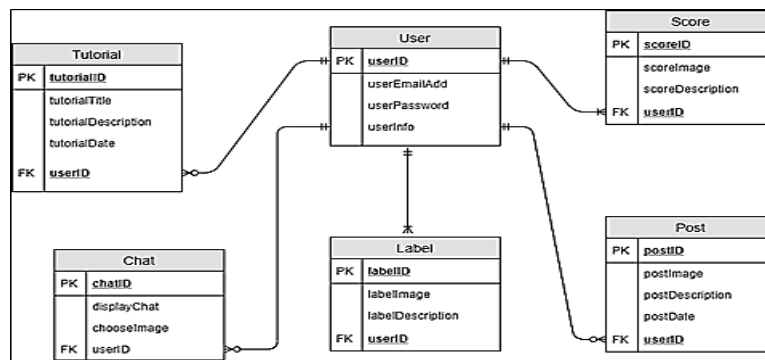 Tutorial
PK tutorialID
tutorialTitle
tutorialDescription
tutorialDate
FK userID
User
PK userID
userEmailAdd
userPassword
userInfo
Score
PK scoreID
scoreImage
scoreDescription
FK userID
Chat
PK chatID
displayChat
chooseImage
FK userID
Label
PK labelID
labelImage
labelDescription
FK userID
Post
PK postID
postImage
postDescription
postDate
FK userID